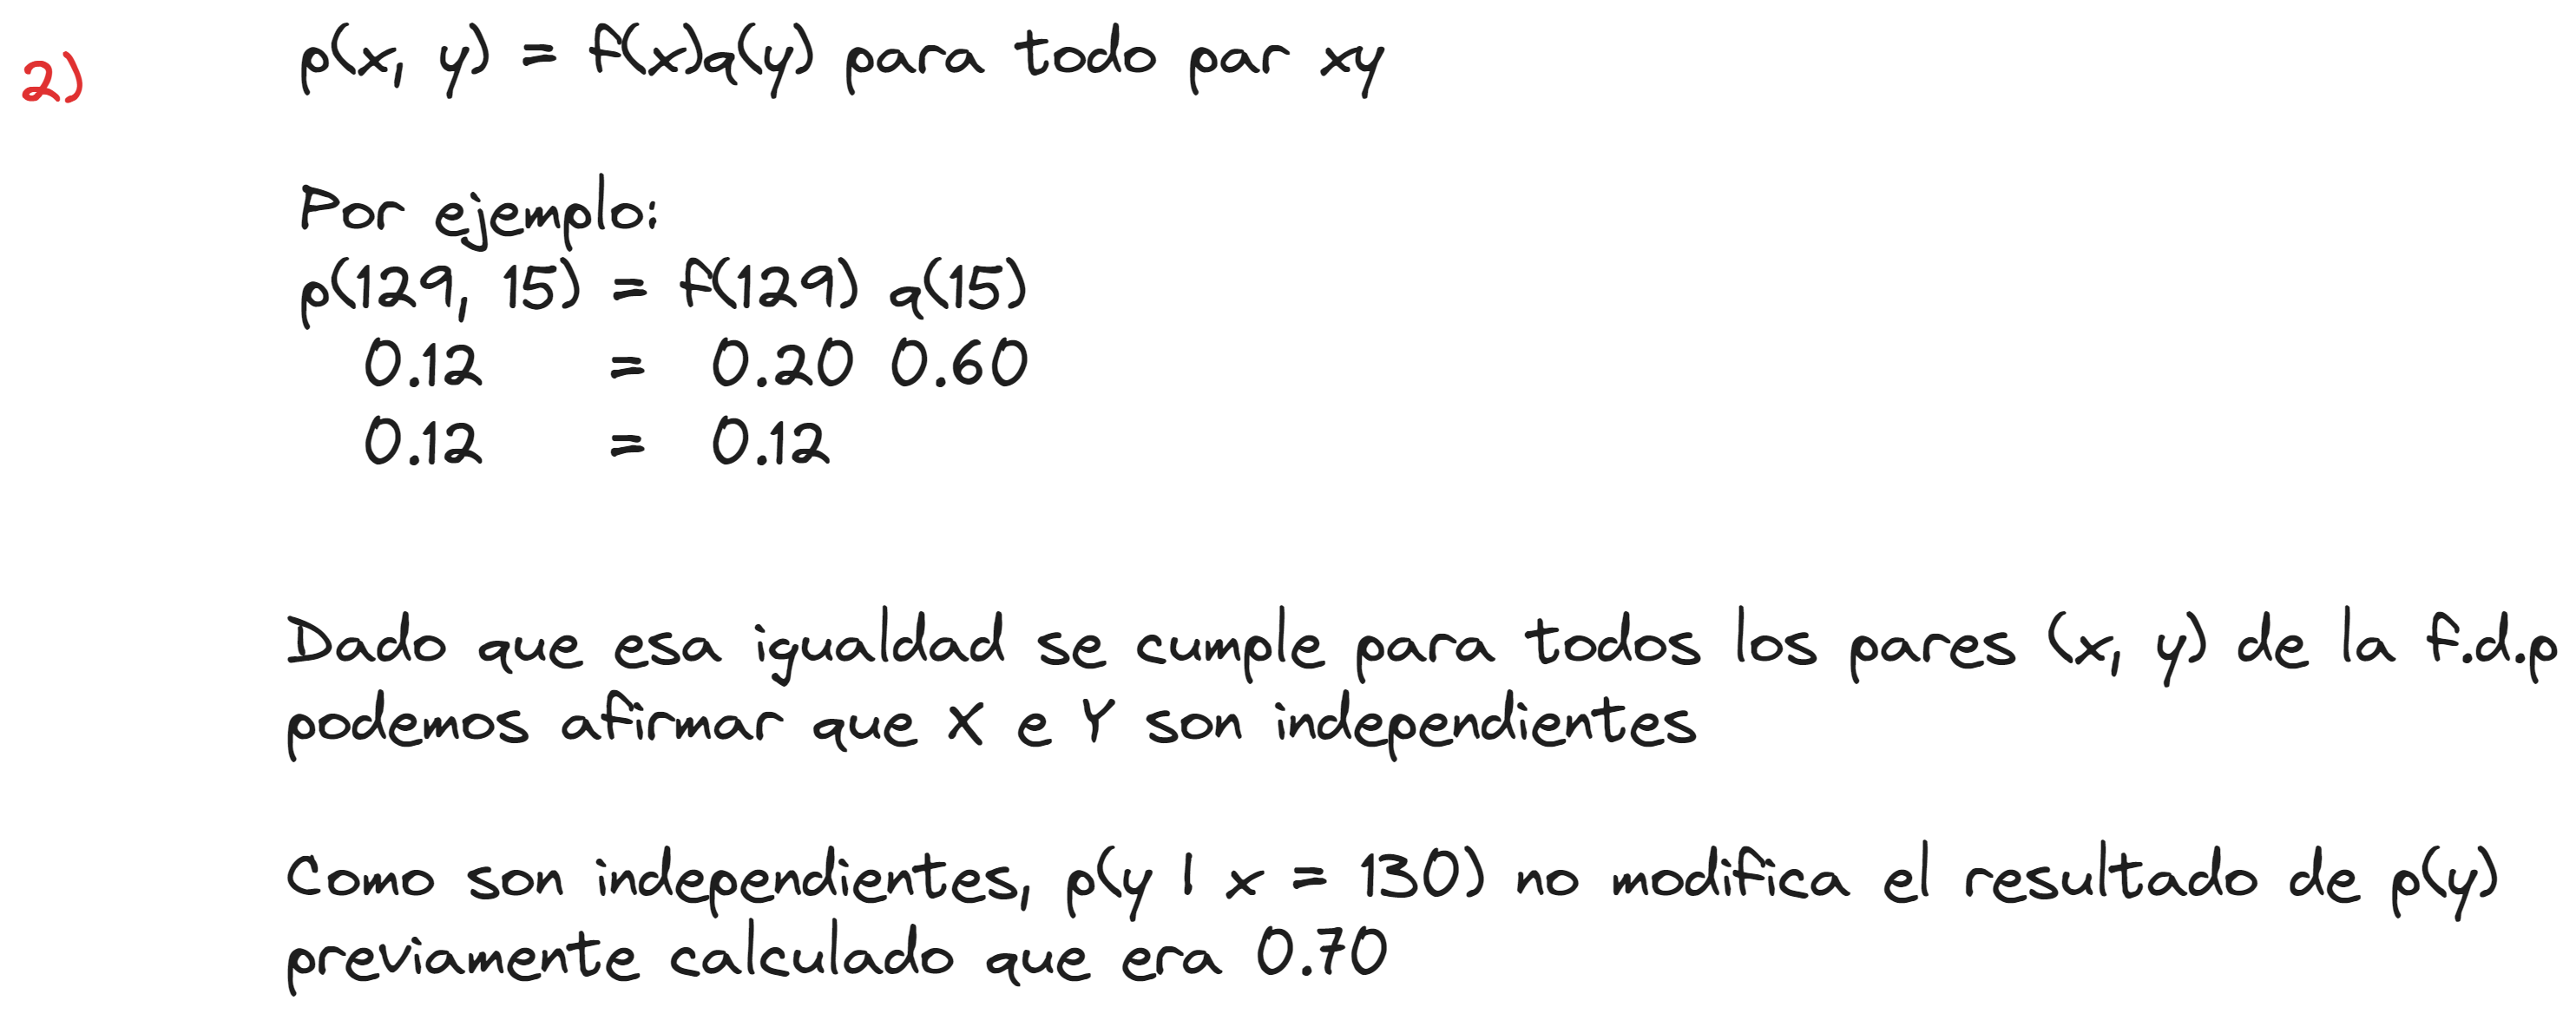 2) p(x, y) = f(x)q(y) para todo par xy
Por ejemplo:
p(129, 15) = f(129) q(15)
0.12 = 0.20 0.60
0.12 = 0.12
Dado que esa igualdad se cumple para todos los pares (x, y) de la f.d.p
podemos afirmar que X e Y son independientes
Como son independientes, p(y | x = 130) no modifica el resultado de p(y)
previamente calculado que era 0.70